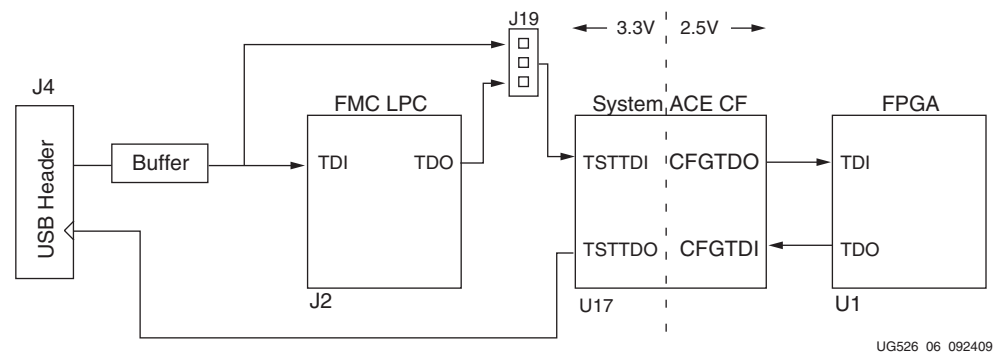 J19
3.3V
2.5V
J4
FMC LPC
System ACE CF
FPGA
USB Header
Buffer
TDI
TDO
TSTTDI
CFGTDO
TDI
TSTTDO
CFGTDI
TDO
J2
U17
U1
UG526_06_092409